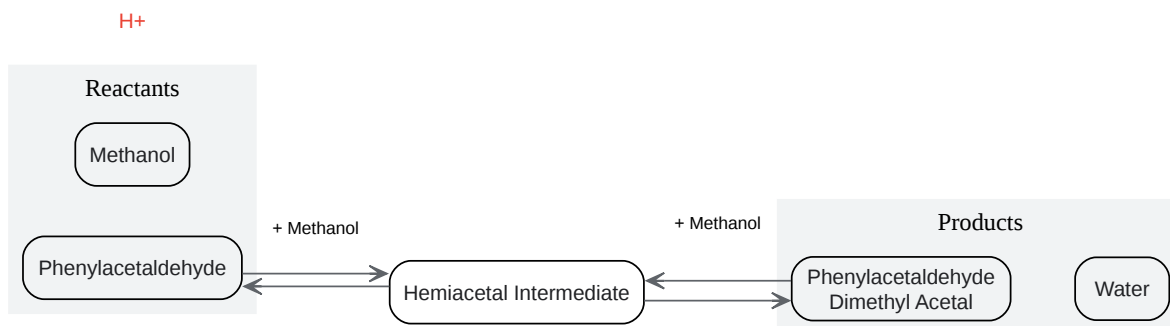 H+
Reactants
Methanol
+ Methanol
Phenylacetaldehyde
Hemiacetal Intermediate
+ Methanol
Products
Phenylacetaldehyde
Dimethyl Acetal
Water